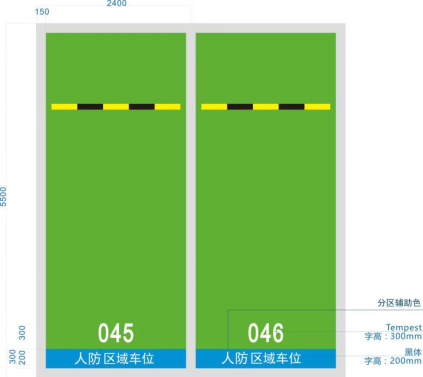 2400
150
5500
045
046
300
人防区域车位
人防区域车位
200
300
分区辅助色
Tempest
字高：300mm
黑体
字高：200mm